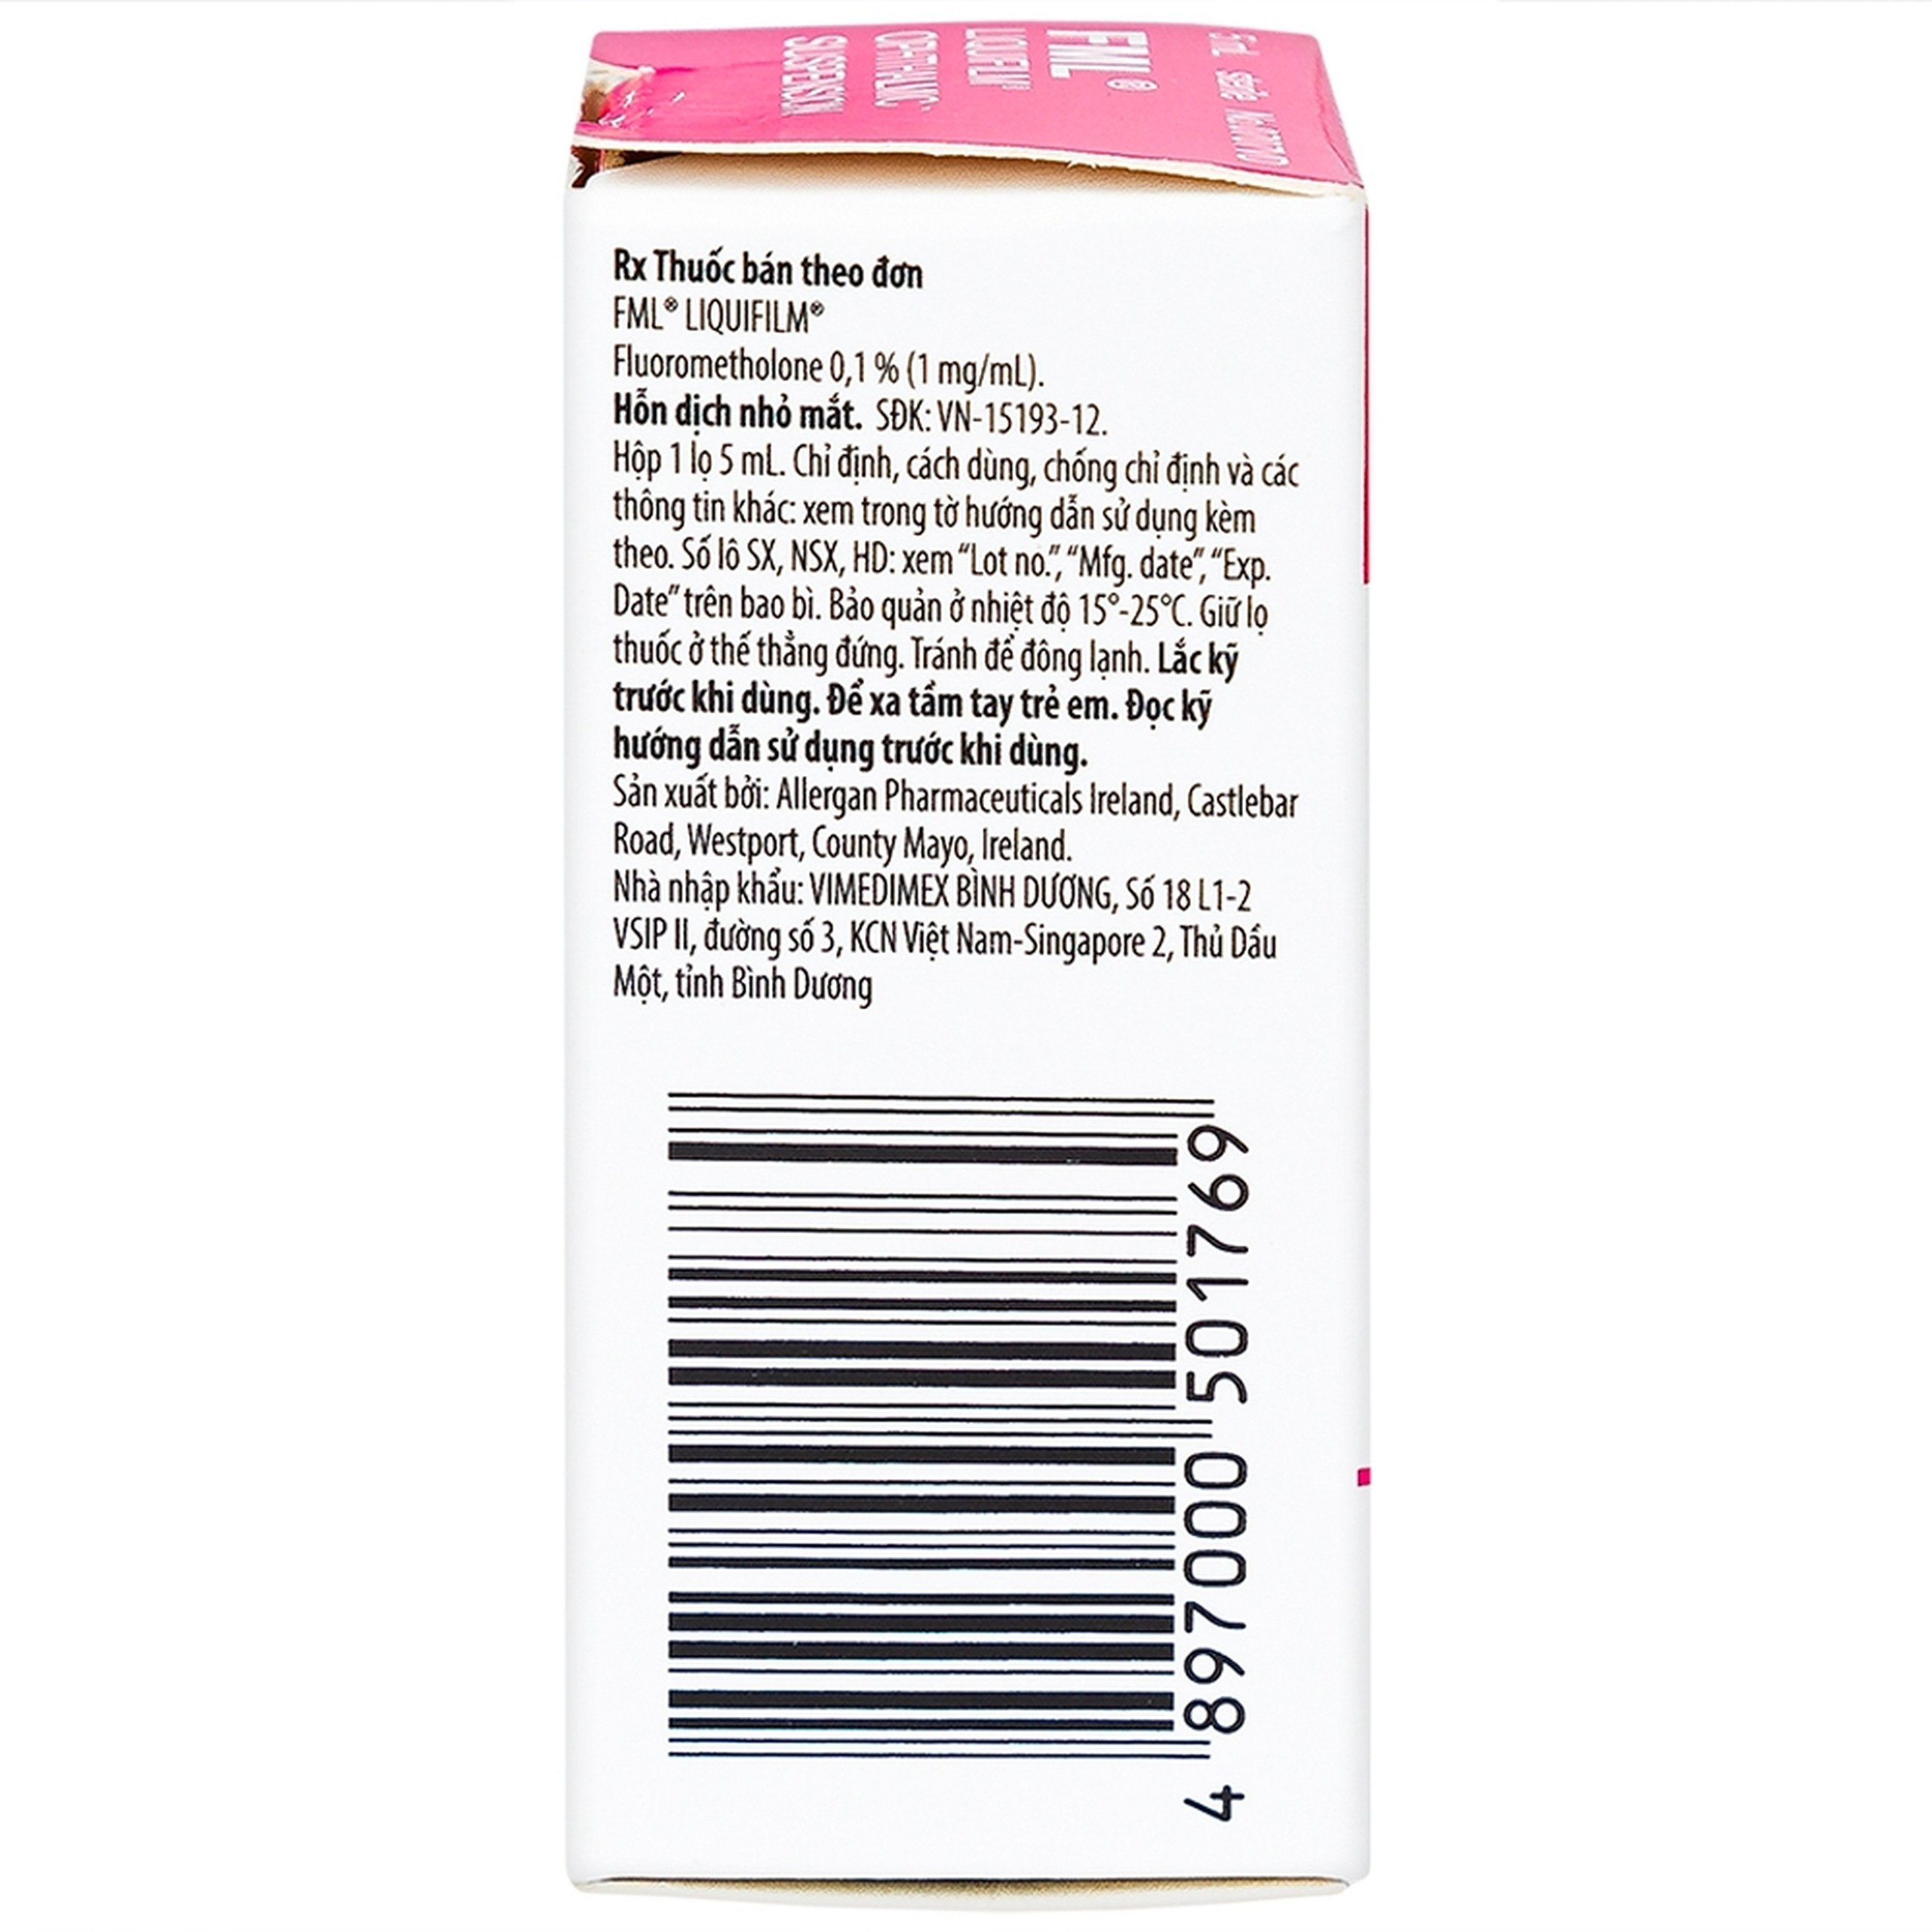 5 mL sterile
FML®
LIQUIFILM®
OPHTHALMIC
SUSPENSION
Rx Thuốc bán theo đơn
FML® LIQUIFILM®
Fluorometholone 0,1 % (1 mg/mL).
Hỗn dịch nhỏ mắt. SĐK: VN-15193-12.
Hộp 1 lọ 5 mL. Chỉ định, cách dùng, chống chỉ định và các
thông tin khác: xem trong tờ hướng dẫn sử dụng kèm
theo. Số lô SX, NSX, HD: xem “Lot no.”, “Mfg. date”, “Exp.
Date” trên bao bì. Bảo quản ở nhiệt độ 15°-25°C. Giữ lọ
thuốc ở thế thẳng đứng. Tránh để đông lạnh. Lắc kỹ
trước khi dùng. Để xa tầm tay trẻ em. Đọc kỹ
hướng dẫn sử dụng trước khi dùng.
Sản xuất bởi: Allergan Pharmaceuticals Ireland, Castlebar
Road, Westport, County Mayo, Ireland.
Nhà nhập khẩu: VIMEDIMEX BÌNH DƯƠNG, Số 18 L1-2
VSIP II, đường số 3, KCN Việt Nam-Singapore 2, Thủ Dầu
Một, tỉnh Bình Dương
4 897000 501769